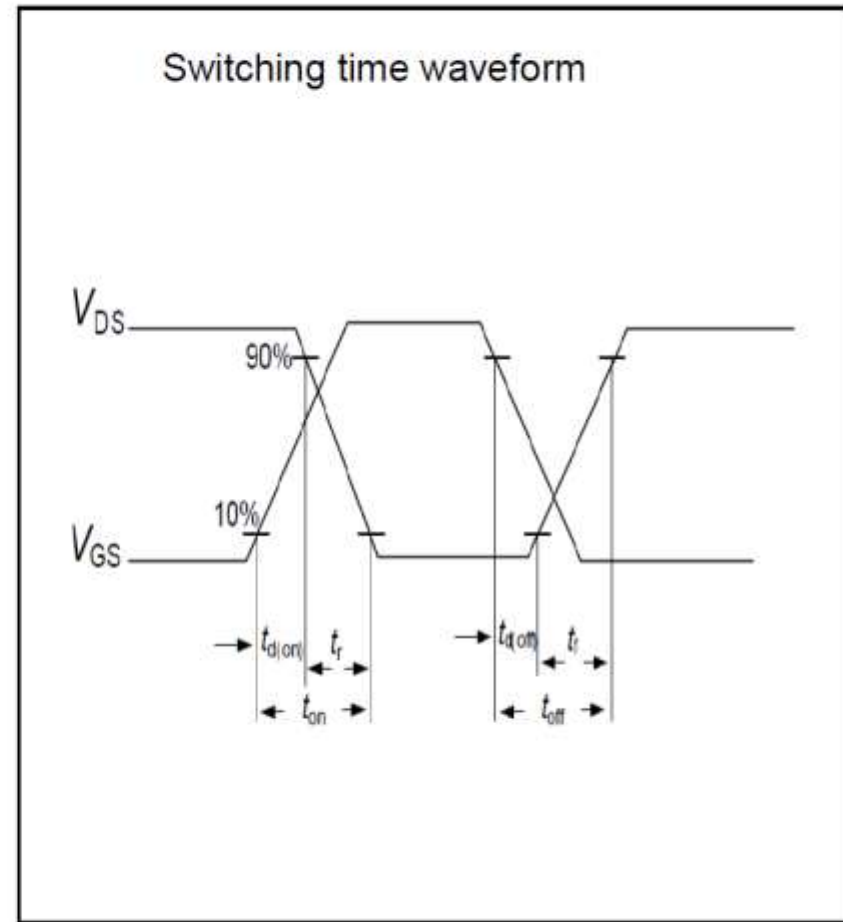 Switching time waveform
VDS
90%
10%
VGS
td(on) tr td(off) tf
ton toff